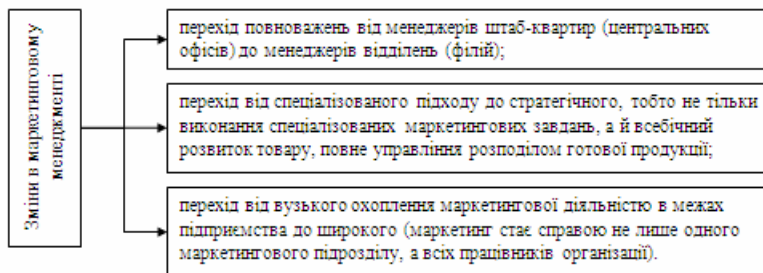 Зміни в маркетинговому
менеджменті
перехід повноважень від менеджерів штаб-квартир (центральних
офісів) до менеджерів відділень (філій);
перехід від спеціалізованого підходу до стратегічного, тобто не тільки
виконання спеціалізованих маркетингових завдань, а й всебічний
розвиток товару, повне управління розподілом готової продукції;
перехід від вузького охоплення маркетингової діяльністю в межах
підприємства до широкого (маркетинг стає справою не лише одного
маркетингового підрозділу, а всіх працівників організації).